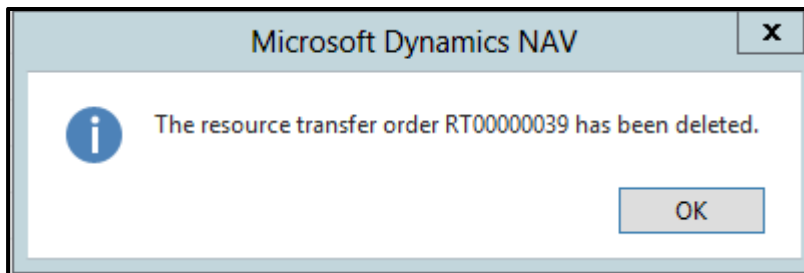 Microsoft Dynamics NAV
x
The resource transfer order RT00000039 has been deleted.
OK